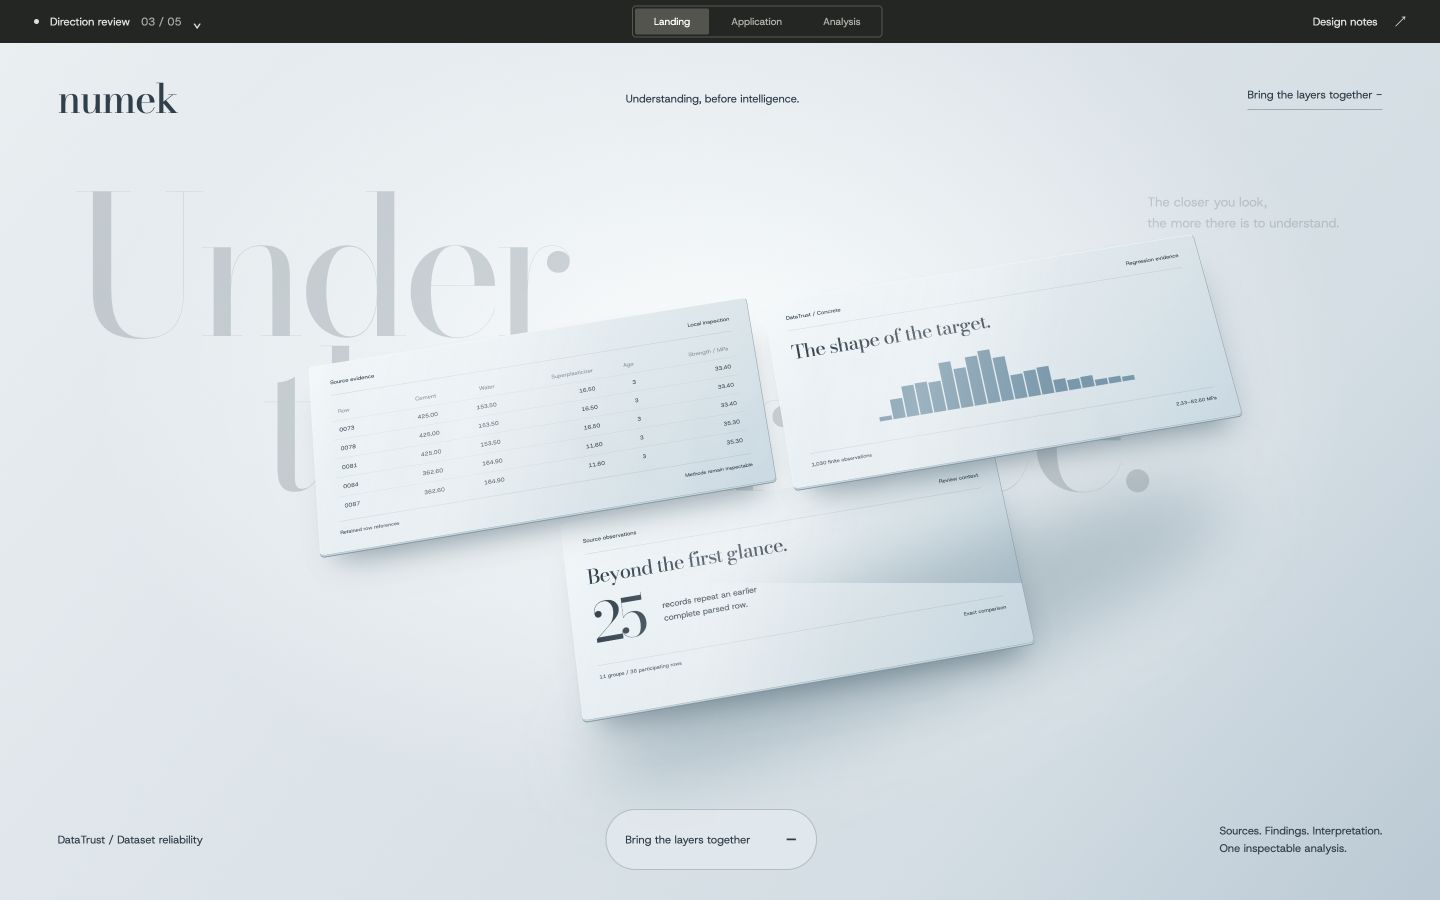 Direction review 03 / 05
Landing
Application
Analysis
Design notes
numek
Understanding, before intelligence.
Bring the layers together –
Under
The closer you look,
the more there is to understand.
Source evidence
Local inspection
Row Cement Water Superplasticizer Age Strength / MPa
0073 425.00 153.50 16.50 3 33.40
0078 425.00 153.50 16.50 3 33.40
0081 425.00 153.50 16.50 3 33.40
0084 362.60 164.90 11.60 3 35.30
0087 362.60 164.90 11.60 3 35.30
Retained row references
Methods remain inspectable
DataTrust / Concrete
Regression evidence
The shape of the target.
1,030 finite observations
2.33–82.60 MPa
Source observations
Review context
Beyond the first glance.
25
records repeat an earlier
complete parsed row.
Exact comparison
11 groups / 36 participating rows
DataTrust / Dataset reliability
Bring the layers together –
Sources. Findings. Interpretation.
One inspectable analysis.